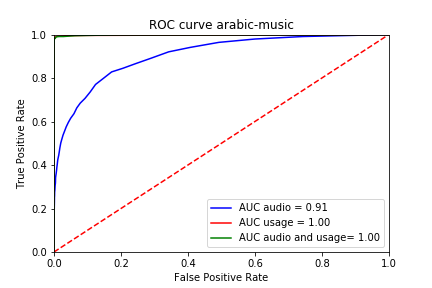 ROC curve arabic-music
True Positive Rate
1.0
0.8
0.6
0.4
0.2
0.0
AUC audio = 0.91
AUC usage = 1.00
AUC audio and usage= 1.00
0.0 0.2 0.4 0.6 0.8 1.0
False Positive Rate